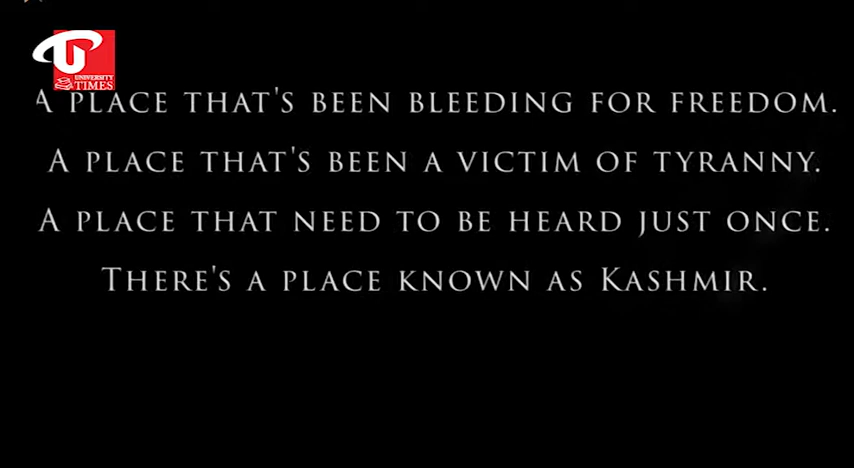 UNIVERSITY
TIMES
A PLACE THAT'S BEEN BLEEDING FOR FREEDOM.
A PLACE THAT'S BEEN A VICTIM OF TYRANNY.
A PLACE THAT NEED TO BE HEARD JUST ONCE.
THERE'S A PLACE KNOWN AS KASHMIR.